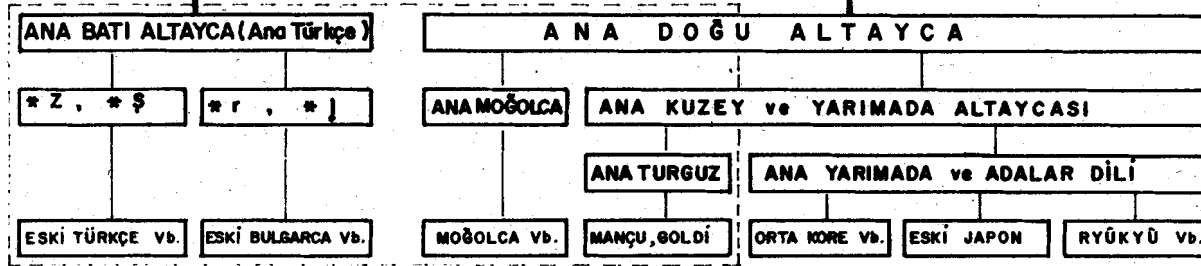 ANA BATI ALTAYCA (Ana Türkçe)
ANA DOĞU ALTAYCA
* Z , * Ş
* r , * l
ANA MOĞOLCA
ANA KUZEY ve YARIMADA ALTAYCASI
ANA TURGUZ
ANA YARIMADA ve ADALAR DİLİ
ESKİ TÜRKÇE Vb.
ESKİ BULGARCA Vb.
MOĞOLCA Vb.
MANÇU, GOLDİ
ORTA KORE Vb.
ESKİ JAPON
RYÛKYÛ Vb.